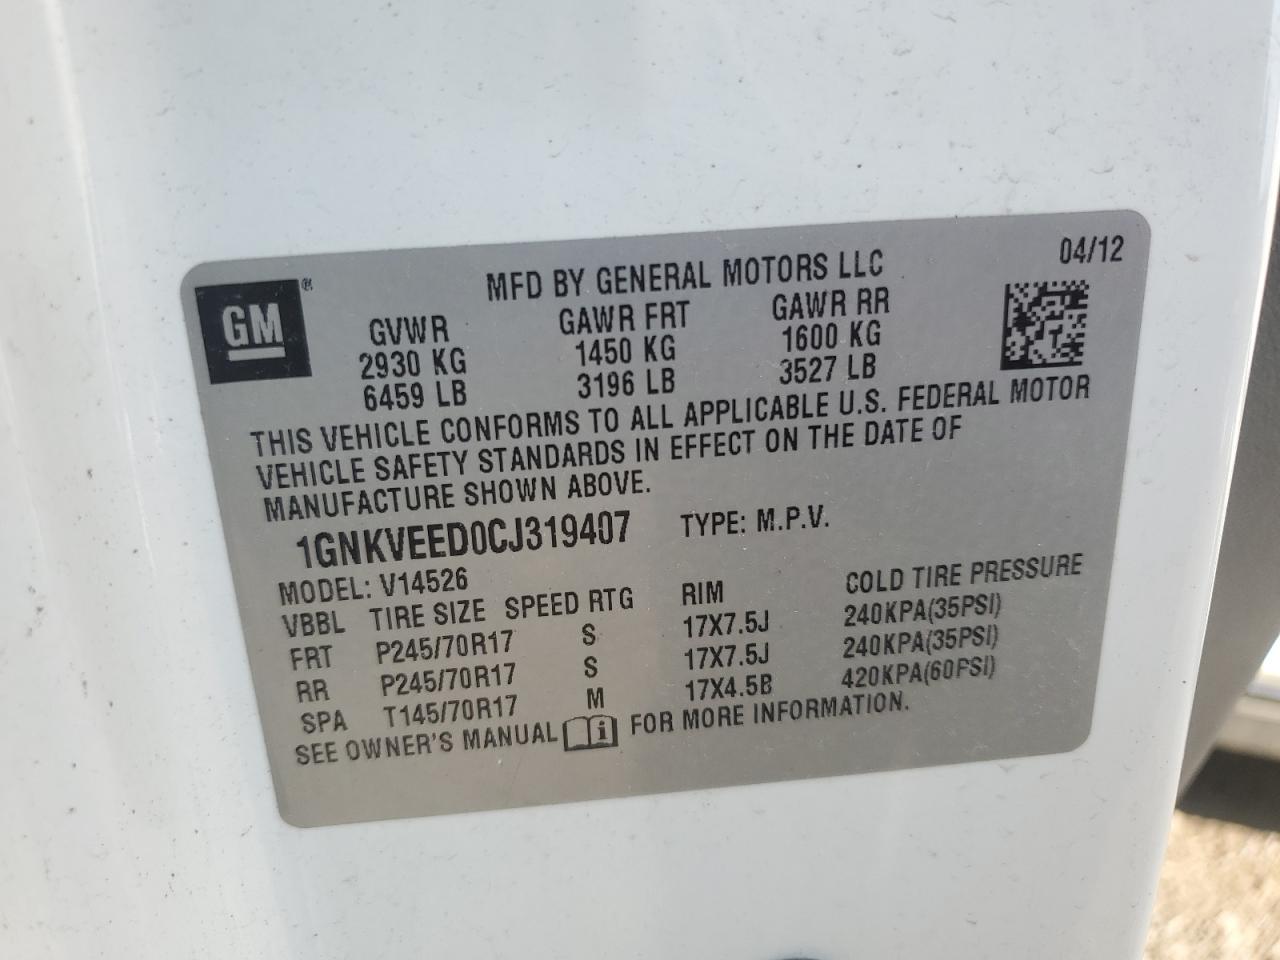 MFD BY GENERAL MOTORS LLC 04/12
GM®
GVWR GAWR FRT GAWR RR
2930 KG 1450 KG 1600 KG
6459 LB 3196 LB 3527 LB
THIS VEHICLE CONFORMS TO ALL APPLICABLE U.S. FEDERAL MOTOR
VEHICLE SAFETY STANDARDS IN EFFECT ON THE DATE OF
MANUFACTURE SHOWN ABOVE.
1GNKVEED0CJ319407 TYPE: M.P.V.
MODEL: V14526
VBBL TIRE SIZE SPEED RTG RIM COLD TIRE PRESSURE
FRT P245/70R17 S 17X7.5J 240KPA(35PSI)
RR P245/70R17 S 17X7.5J 240KPA(35PSI)
SPA T145/70R17 M 17X4.5B 420KPA(60PSI)
SEE OWNER'S MANUAL i FOR MORE INFORMATION.